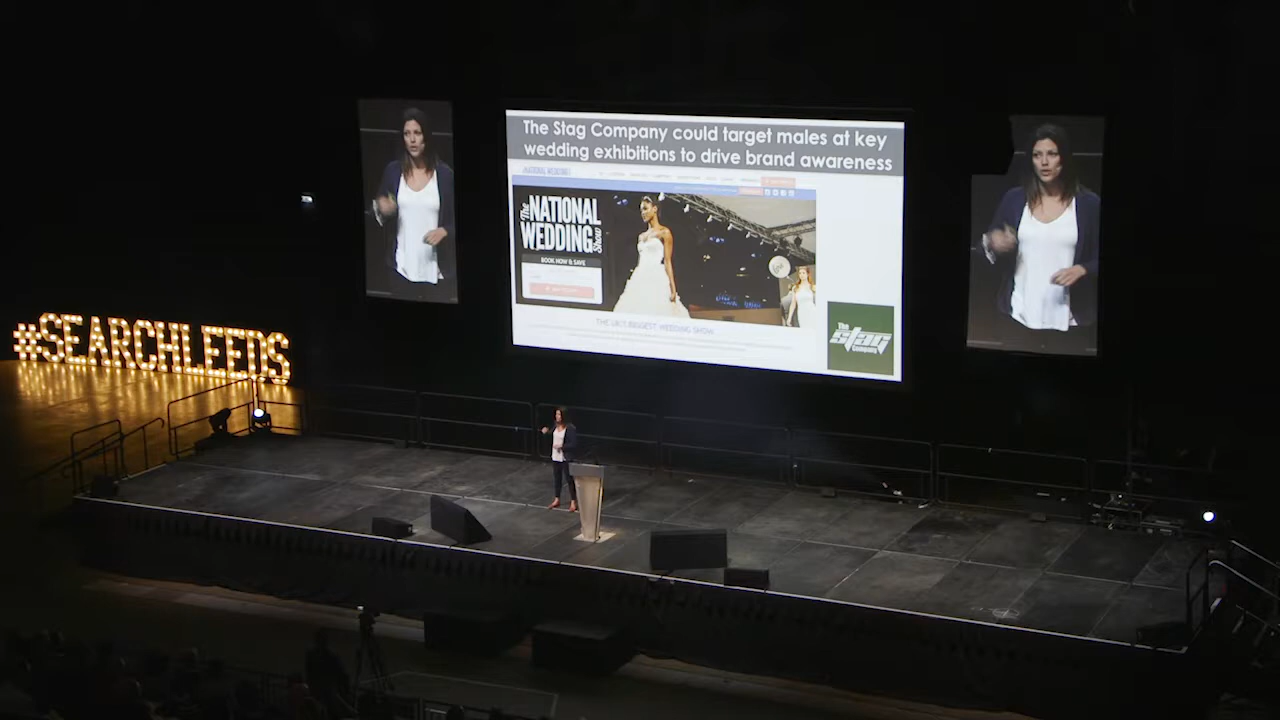 The Stag Company could target males at key
wedding exhibitions to drive brand awareness
The
NATIONAL
WEDDING
Show
BOOK NOW & SAVE
THE UK'S BIGGEST WEDDING SHOW
The
stag
Company
#SEARCHLEEDS